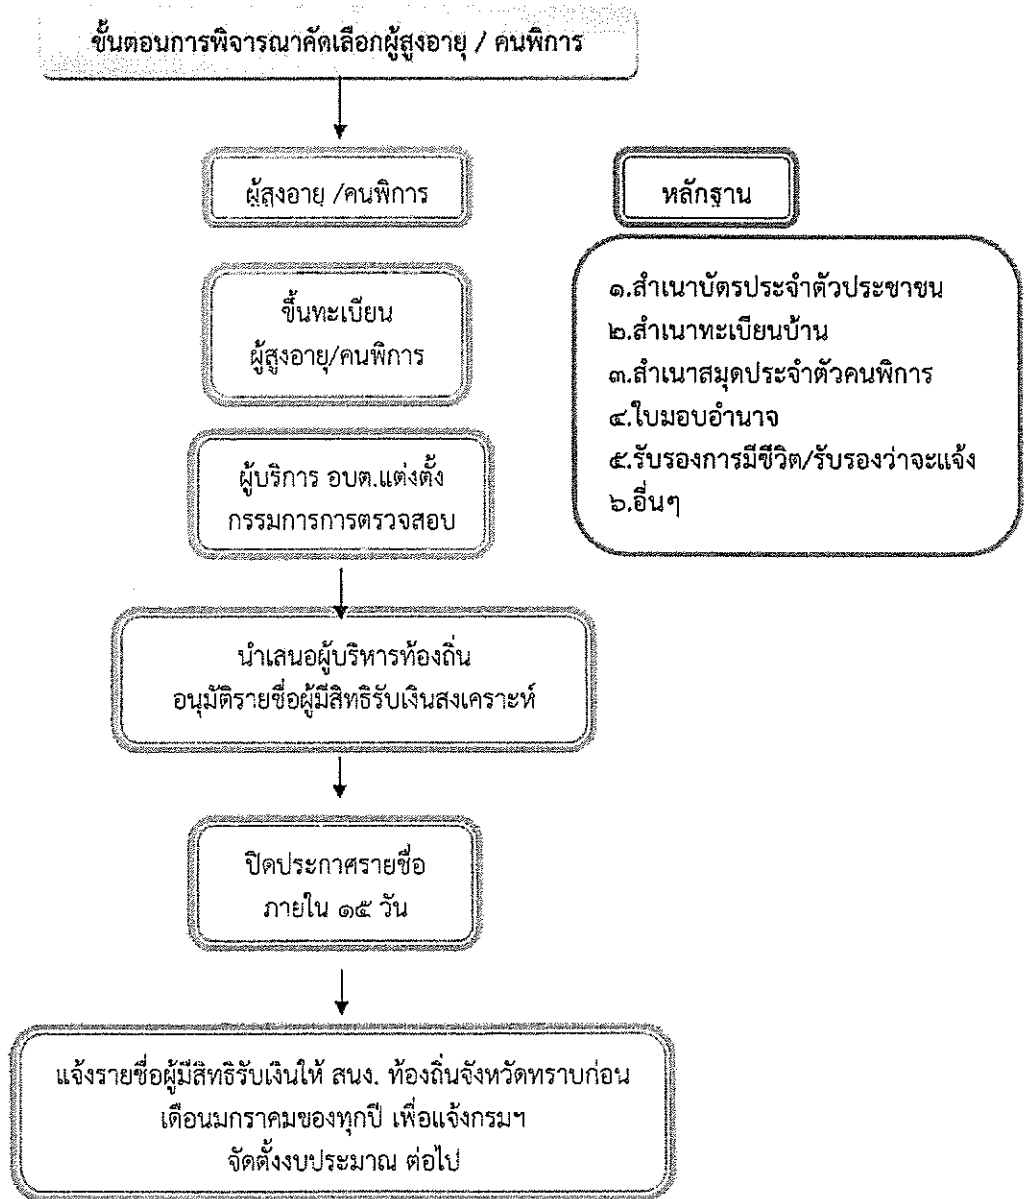 ขั้นตอนการพิจารณาคัดเลือกผู้สูงอายุ / คนพิการ
ผู้สูงอายุ /คนพิการ
ขึ้นทะเบียน
ผู้สูงอายุ/คนพิการ
ผู้บริการ อบต.แต่งตั้ง
กรรมการการตรวจสอบ
นำเสนอผู้บริหารท้องถิ่น
อนุมัติรายชื่อผู้มีสิทธิรับเงินสงเคราะห์
ปิดประกาศรายชื่อ
ภายใน ๑๕ วัน
แจ้งรายชื่อผู้มีสิทธิรับเงินให้ สนง. ท้องถิ่นจังหวัดทราบก่อน
เดือนมกราคมของทุกปี เพื่อแจ้งกรมฯ
จัดตั้งงบประมาณ ต่อไป
หลักฐาน
๑.สำเนาบัตรประจำตัวประชาชน
๒.สำเนาทะเบียนบ้าน
๓.สำเนาสมุดประจำตัวคนพิการ
๔.ใบมอบอำนาจ
๕.รับรองการมีชีวิต/รับรองว่าจะแจ้ง
๖.อื่นๆ